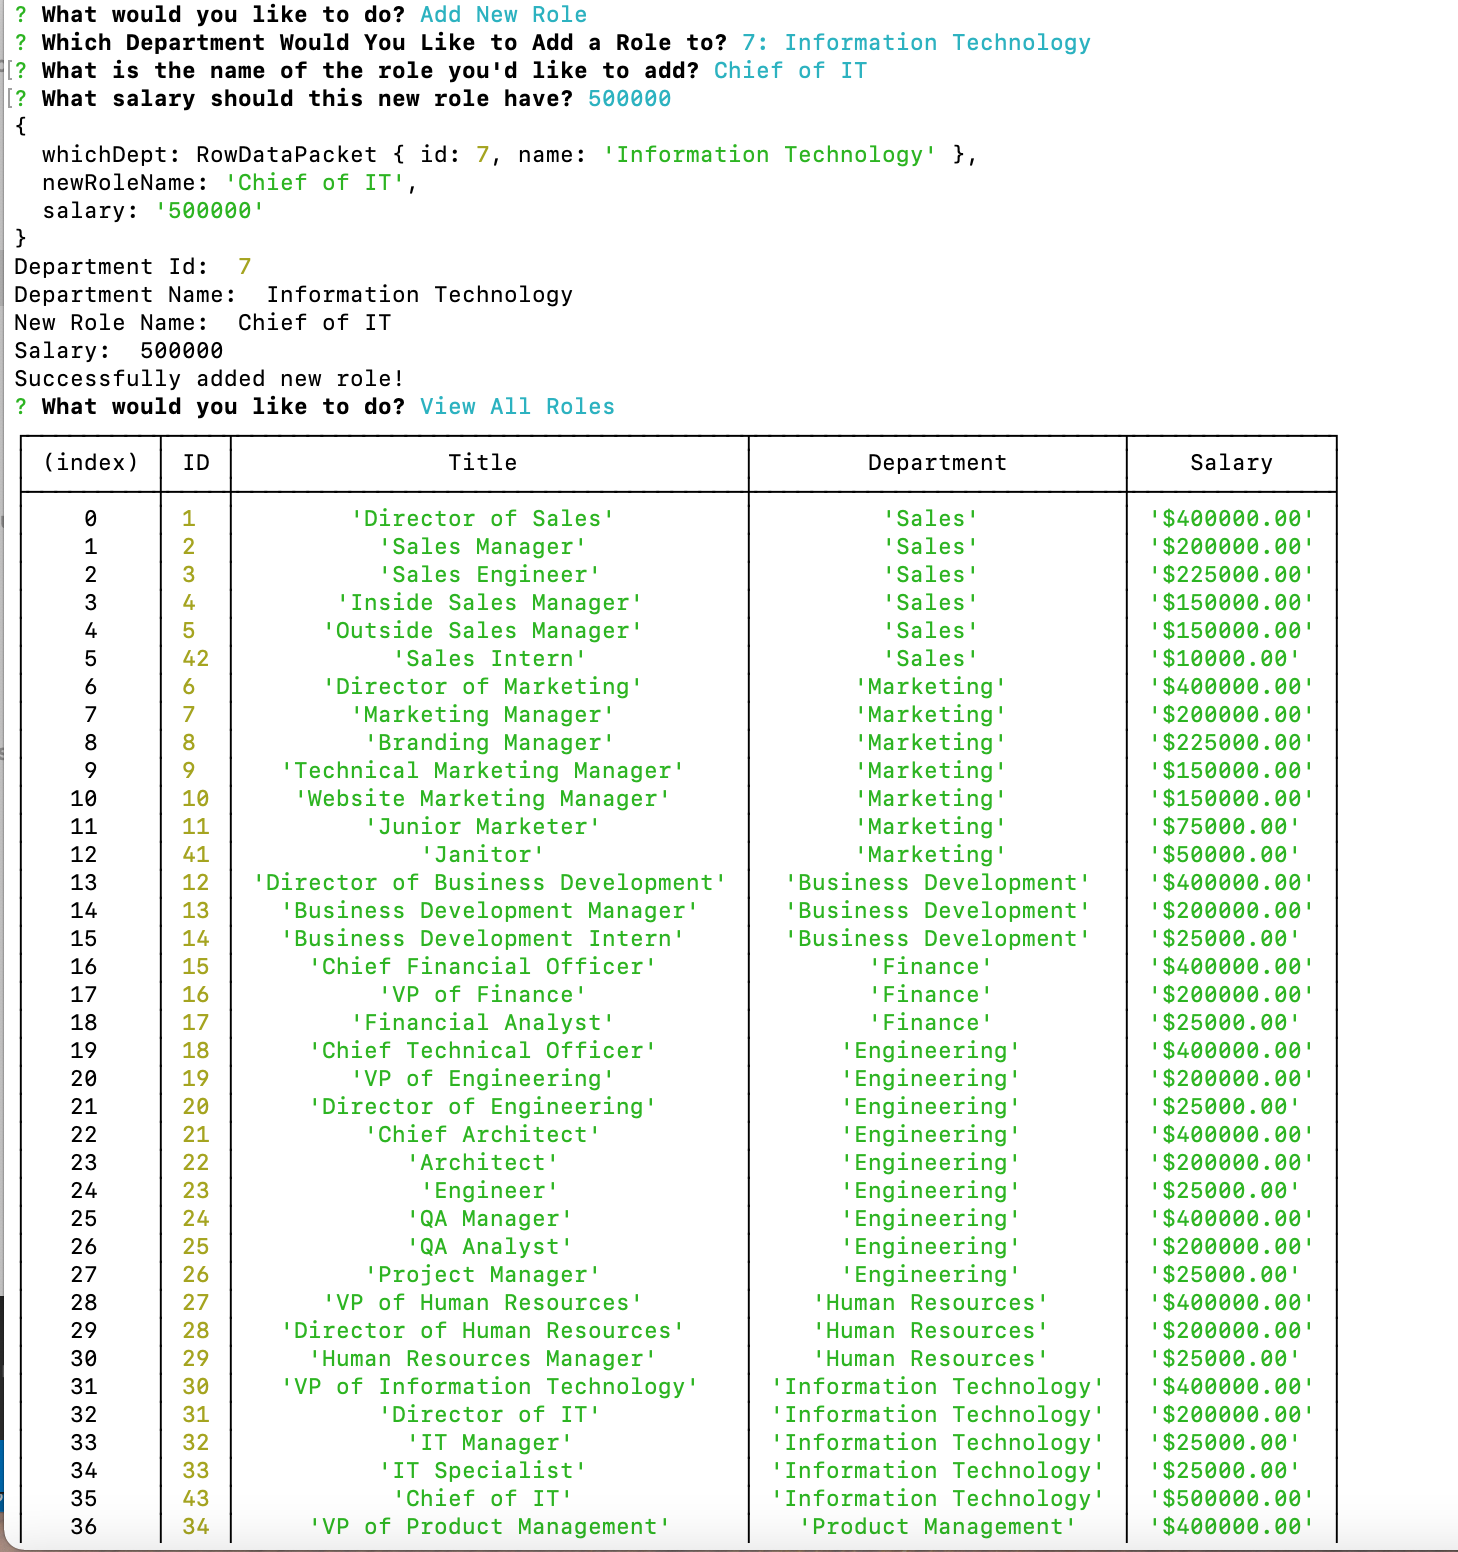 ? What would you like to do? Add New Role
? Which Department Would You Like to Add a Role to? 7: Information Technology
[? What is the name of the role you'd like to add? Chief of IT
[? What salary should this new role have? 500000
{
  whichDept: RowDataPacket { id: 7, name: 'Information Technology' },
  newRoleName: 'Chief of IT',
  salary: '500000'
}
Department Id:  7
Department Name:  Information Technology
New Role Name:  Chief of IT
Salary:  500000
Successfully added new role!
? What would you like to do? View All Roles
(index) ID Title Department Salary
0 1 'Director of Sales' 'Sales' '$400000.00'
1 2 'Sales Manager' 'Sales' '$200000.00'
2 3 'Sales Engineer' 'Sales' '$225000.00'
3 4 'Inside Sales Manager' 'Sales' '$150000.00'
4 5 'Outside Sales Manager' 'Sales' '$150000.00'
5 42 'Sales Intern' 'Sales' '$10000.00'
6 6 'Director of Marketing' 'Marketing' '$400000.00'
7 7 'Marketing Manager' 'Marketing' '$200000.00'
8 8 'Branding Manager' 'Marketing' '$225000.00'
9 9 'Technical Marketing Manager' 'Marketing' '$150000.00'
10 10 'Website Marketing Manager' 'Marketing' '$150000.00'
11 11 'Junior Marketer' 'Marketing' '$75000.00'
12 41 'Janitor' 'Marketing' '$50000.00'
13 12 'Director of Business Development' 'Business Development' '$400000.00'
14 13 'Business Development Manager' 'Business Development' '$200000.00'
15 14 'Business Development Intern' 'Business Development' '$25000.00'
16 15 'Chief Financial Officer' 'Finance' '$400000.00'
17 16 'VP of Finance' 'Finance' '$200000.00'
18 17 'Financial Analyst' 'Finance' '$25000.00'
19 18 'Chief Technical Officer' 'Engineering' '$400000.00'
20 19 'VP of Engineering' 'Engineering' '$200000.00'
21 20 'Director of Engineering' 'Engineering' '$25000.00'
22 21 'Chief Architect' 'Engineering' '$400000.00'
23 22 'Architect' 'Engineering' '$200000.00'
24 23 'Engineer' 'Engineering' '$25000.00'
25 24 'QA Manager' 'Engineering' '$400000.00'
26 25 'QA Analyst' 'Engineering' '$200000.00'
27 26 'Project Manager' 'Engineering' '$25000.00'
28 27 'VP of Human Resources' 'Human Resources' '$400000.00'
29 28 'Director of Human Resources' 'Human Resources' '$200000.00'
30 29 'Human Resources Manager' 'Human Resources' '$25000.00'
31 30 'VP of Information Technology' 'Information Technology' '$400000.00'
32 31 'Director of IT' 'Information Technology' '$200000.00'
33 32 'IT Manager' 'Information Technology' '$25000.00'
34 33 'IT Specialist' 'Information Technology' '$25000.00'
35 43 'Chief of IT' 'Information Technology' '$500000.00'
36 34 'VP of Product Management' 'Product Management' '$400000.00'